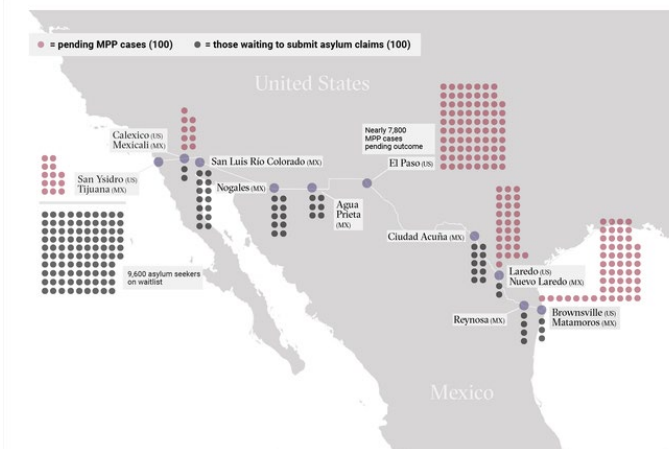 = pending MPP cases (100)
= those waiting to submit asylum claims (100)
United States
Calexico (US)
Mexicali (MX)
San Luis Río Colorado (MX)
Nearly 7,800
MPP cases
pending outcome
El Paso (US)
San Ysidro (US)
Tijuana (MX)
Nogales (MX)
Agua
Prieta
(MX)
Ciudad Acuña (MX)
9,600 asylum seekers
on waitlist
Laredo (US)
Nuevo Laredo (MX)
Reynosa (MX)
Brownsville (US)
Matamoros (MX)
Mexico